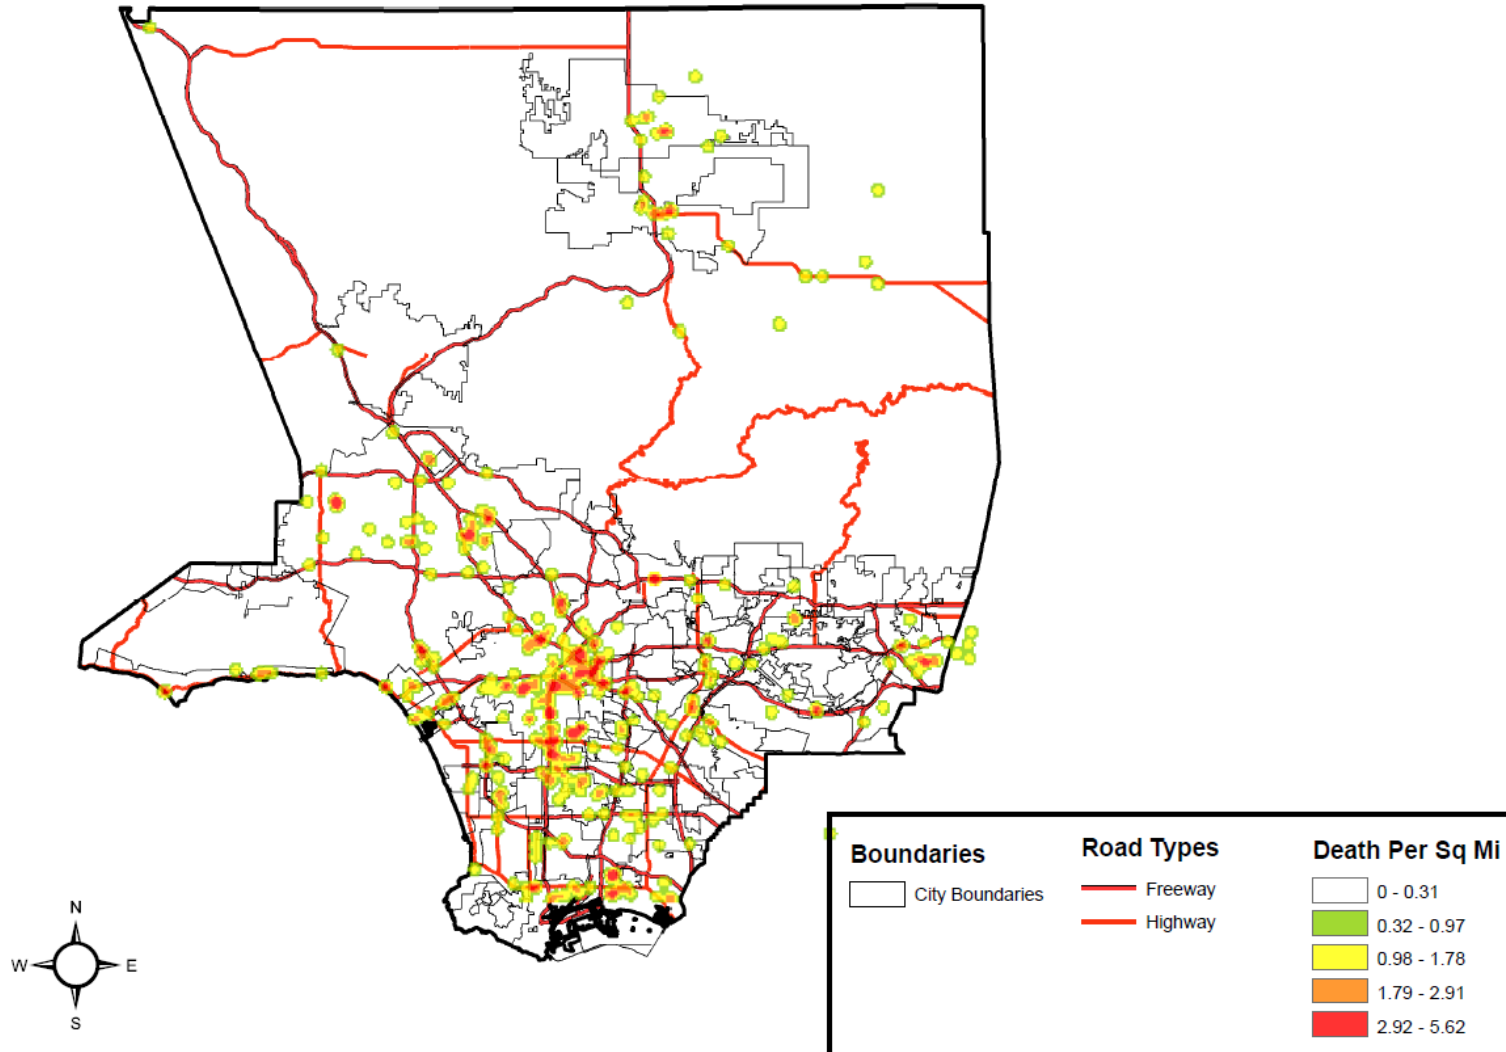 N
W E
S
Boundaries
City Boundaries
Road Types
Freeway
Highway
Death Per Sq Mi
0 - 0.31
0.32 - 0.97
0.98 - 1.78
1.79 - 2.91
2.92 - 5.62